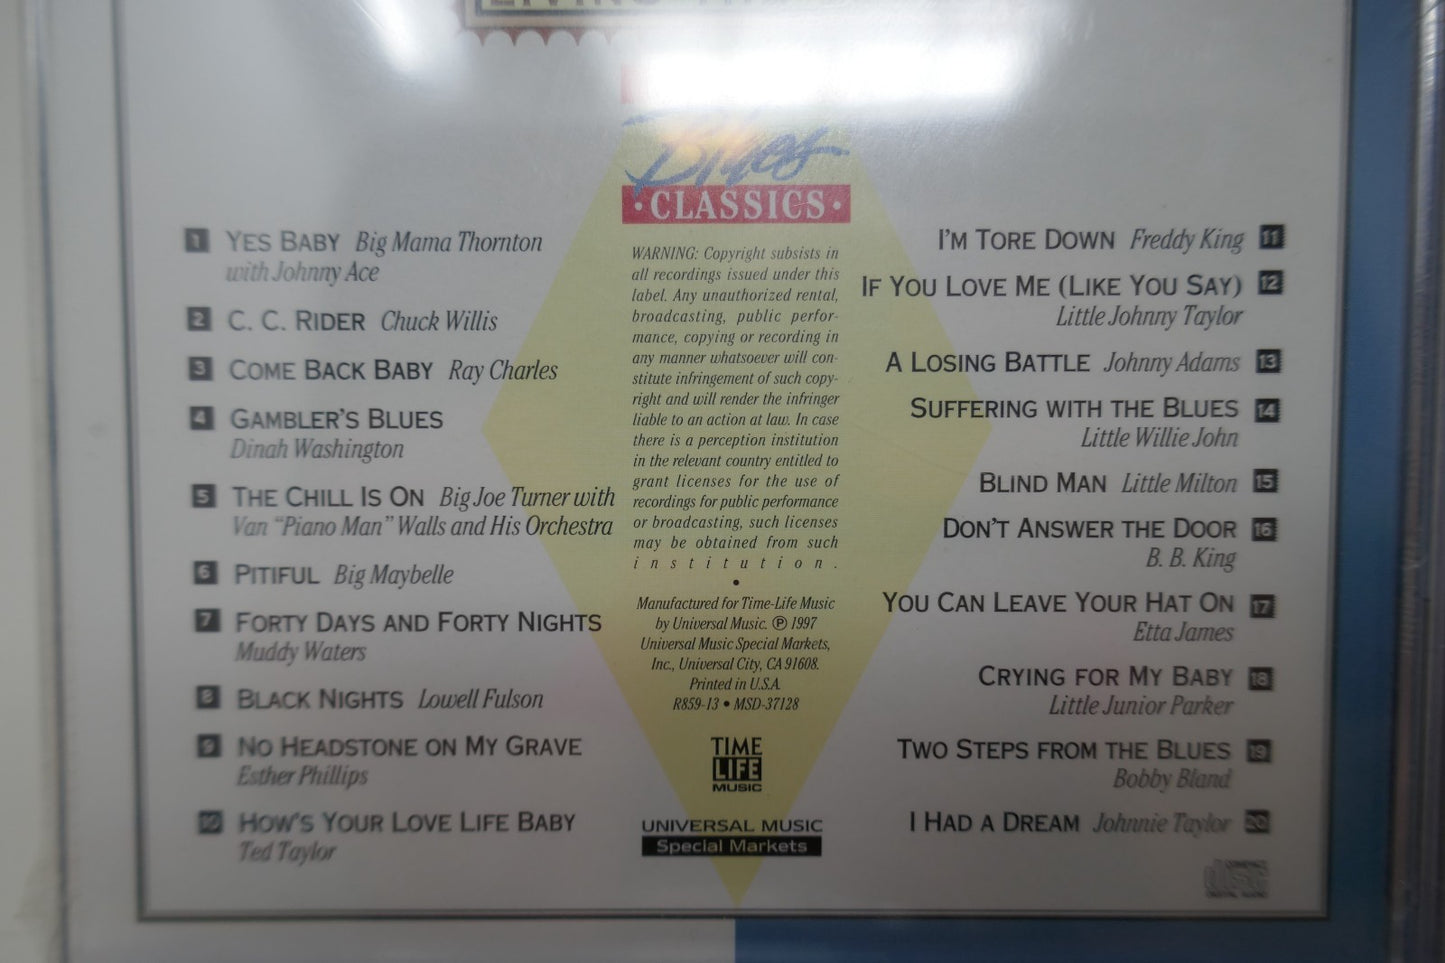 Blues
·CLASSICS·
1 YES BABY Big Mama Thornton
with Johnny Ace
2 C. C. RIDER Chuck Willis
3 COME BACK BABY Ray Charles
4 GAMBLER'S BLUES
Dinah Washington
5 THE CHILL IS ON Big Joe Turner with
Van "Piano Man" Walls and His Orchestra
6 PITIFUL Big Maybelle
7 FORTY DAYS AND FORTY NIGHTS
Muddy Waters
8 BLACK NIGHTS Lowell Fulson
9 NO HEADSTONE ON MY GRAVE
Esther Phillips
10 HOW'S YOUR LOVE LIFE BABY
Ted Taylor
WARNING: Copyright subsists in
all recordings issued under this
label. Any unauthorized rental,
broadcasting, public perfor-
mance, copying or recording in
any manner whatsoever will con-
stitute infringement of such copy-
right and will render the infringer
liable to an action at law. In case
there is a perception institution
in the relevant country entitled to
grant licenses for the use of
recordings for public performance
or broadcasting, such licenses
may be obtained from such
institution.
•
Manufactured for Time-Life Music
by Universal Music. ℗ 1997
Universal Music Special Markets,
Inc., Universal City, CA 91608.
Printed in U.S.A.
R859-13 • MSD-37128
TIME
LIFE
MUSIC
UNIVERSAL MUSIC
Special Markets
I'M TORE DOWN Freddy King 11
IF YOU LOVE ME (LIKE YOU SAY) 12
Little Johnny Taylor
A LOSING BATTLE Johnny Adams 13
SUFFERING WITH THE BLUES 14
Little Willie John
BLIND MAN Little Milton 15
DON'T ANSWER THE DOOR 16
B. B. King
YOU CAN LEAVE YOUR HAT ON 17
Etta James
CRYING FOR MY BABY 18
Little Junior Parker
TWO STEPS FROM THE BLUES 19
Bobby Bland
I HAD A DREAM Johnnie Taylor 20
COMPACT
disc
DIGITAL AUDIO